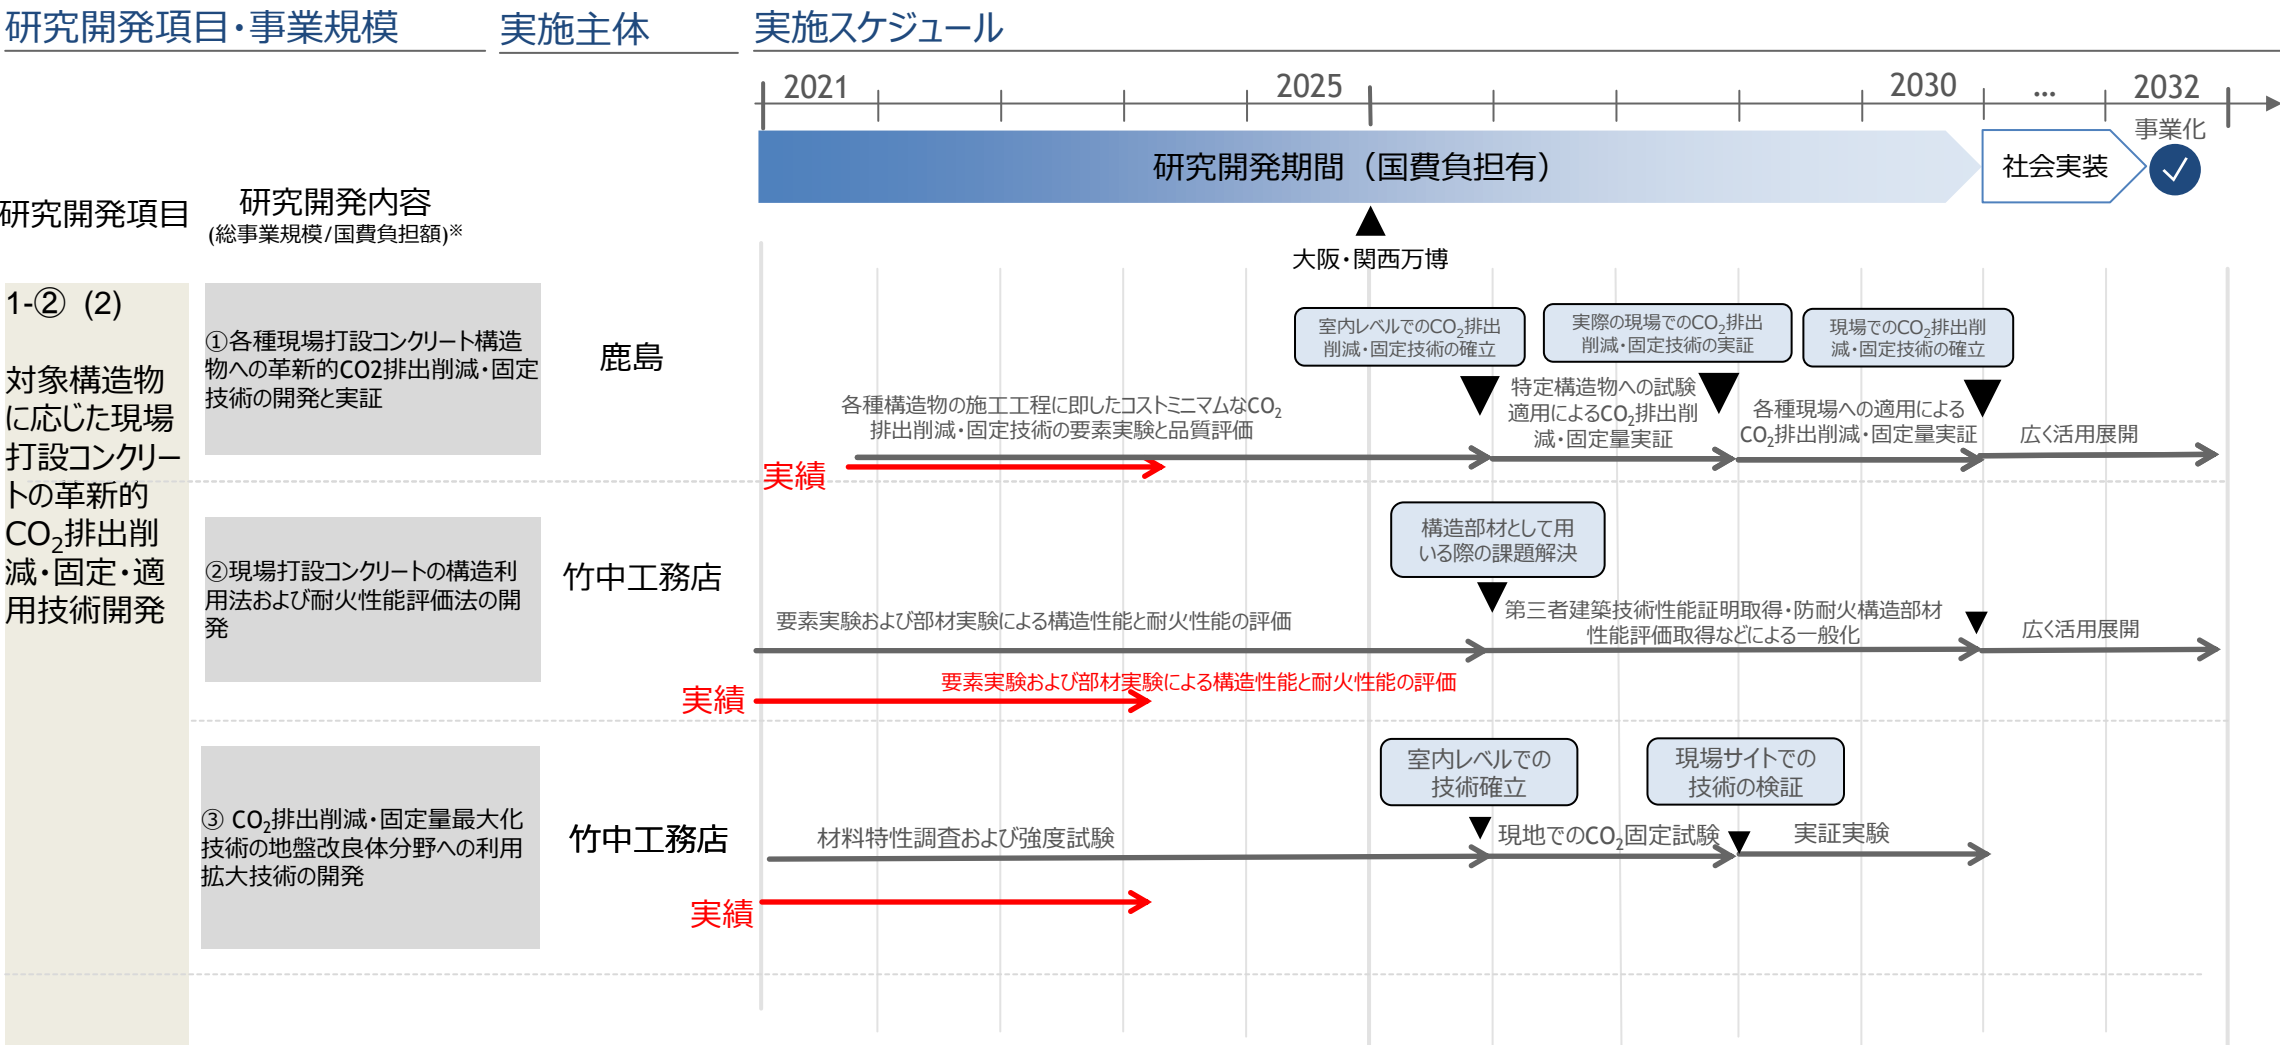 研究開発項目・事業規模
実施主体
実施スケジュール
2021
2025
2030
...
2032
事業化
研究開発期間（国費負担有）
社会実装
大阪・関西万博
研究開発項目
研究開発内容
(総事業規模/国費負担額)※
1-② (2)
対象構造物
に応じた現場
打設コンクリー
トの革新的
CO₂排出削
減・固定・適
用技術開発
①各種現場打設コンクリート構造
物への革新的CO2排出削減・固定
技術の開発と実証
鹿島
室内レベルでのCO₂排出
削減・固定技術の確立
実際の現場でのCO₂排出
削減・固定技術の実証
現場でのCO₂排出削
減・固定技術の確立
各種構造物の施工工程に即したコストミニマムなCO₂
排出削減・固定技術の要素実験と品質評価
特定構造物への試験
適用によるCO₂排出削
減・固定量実証
各種現場への適用による
CO₂排出削減・固定量実証
広く活用展開
実績
②現場打設コンクリートの構造利
用法および耐火性能評価法の開
発
竹中工務店
構造部材として用
いる際の課題解決
要素実験および部材実験による構造性能と耐火性能の評価
第三者建築技術性能証明取得・防耐火構造部材
性能評価取得などによる一般化
広く活用展開
実績
要素実験および部材実験による構造性能と耐火性能の評価
③ CO₂排出削減・固定量最大化
技術の地盤改良体分野への利用
拡大技術の開発
竹中工務店
室内レベルでの
技術確立
現場サイトでの
技術の検証
材料特性調査および強度試験
現地でのCO₂固定試験
実証実験
実績